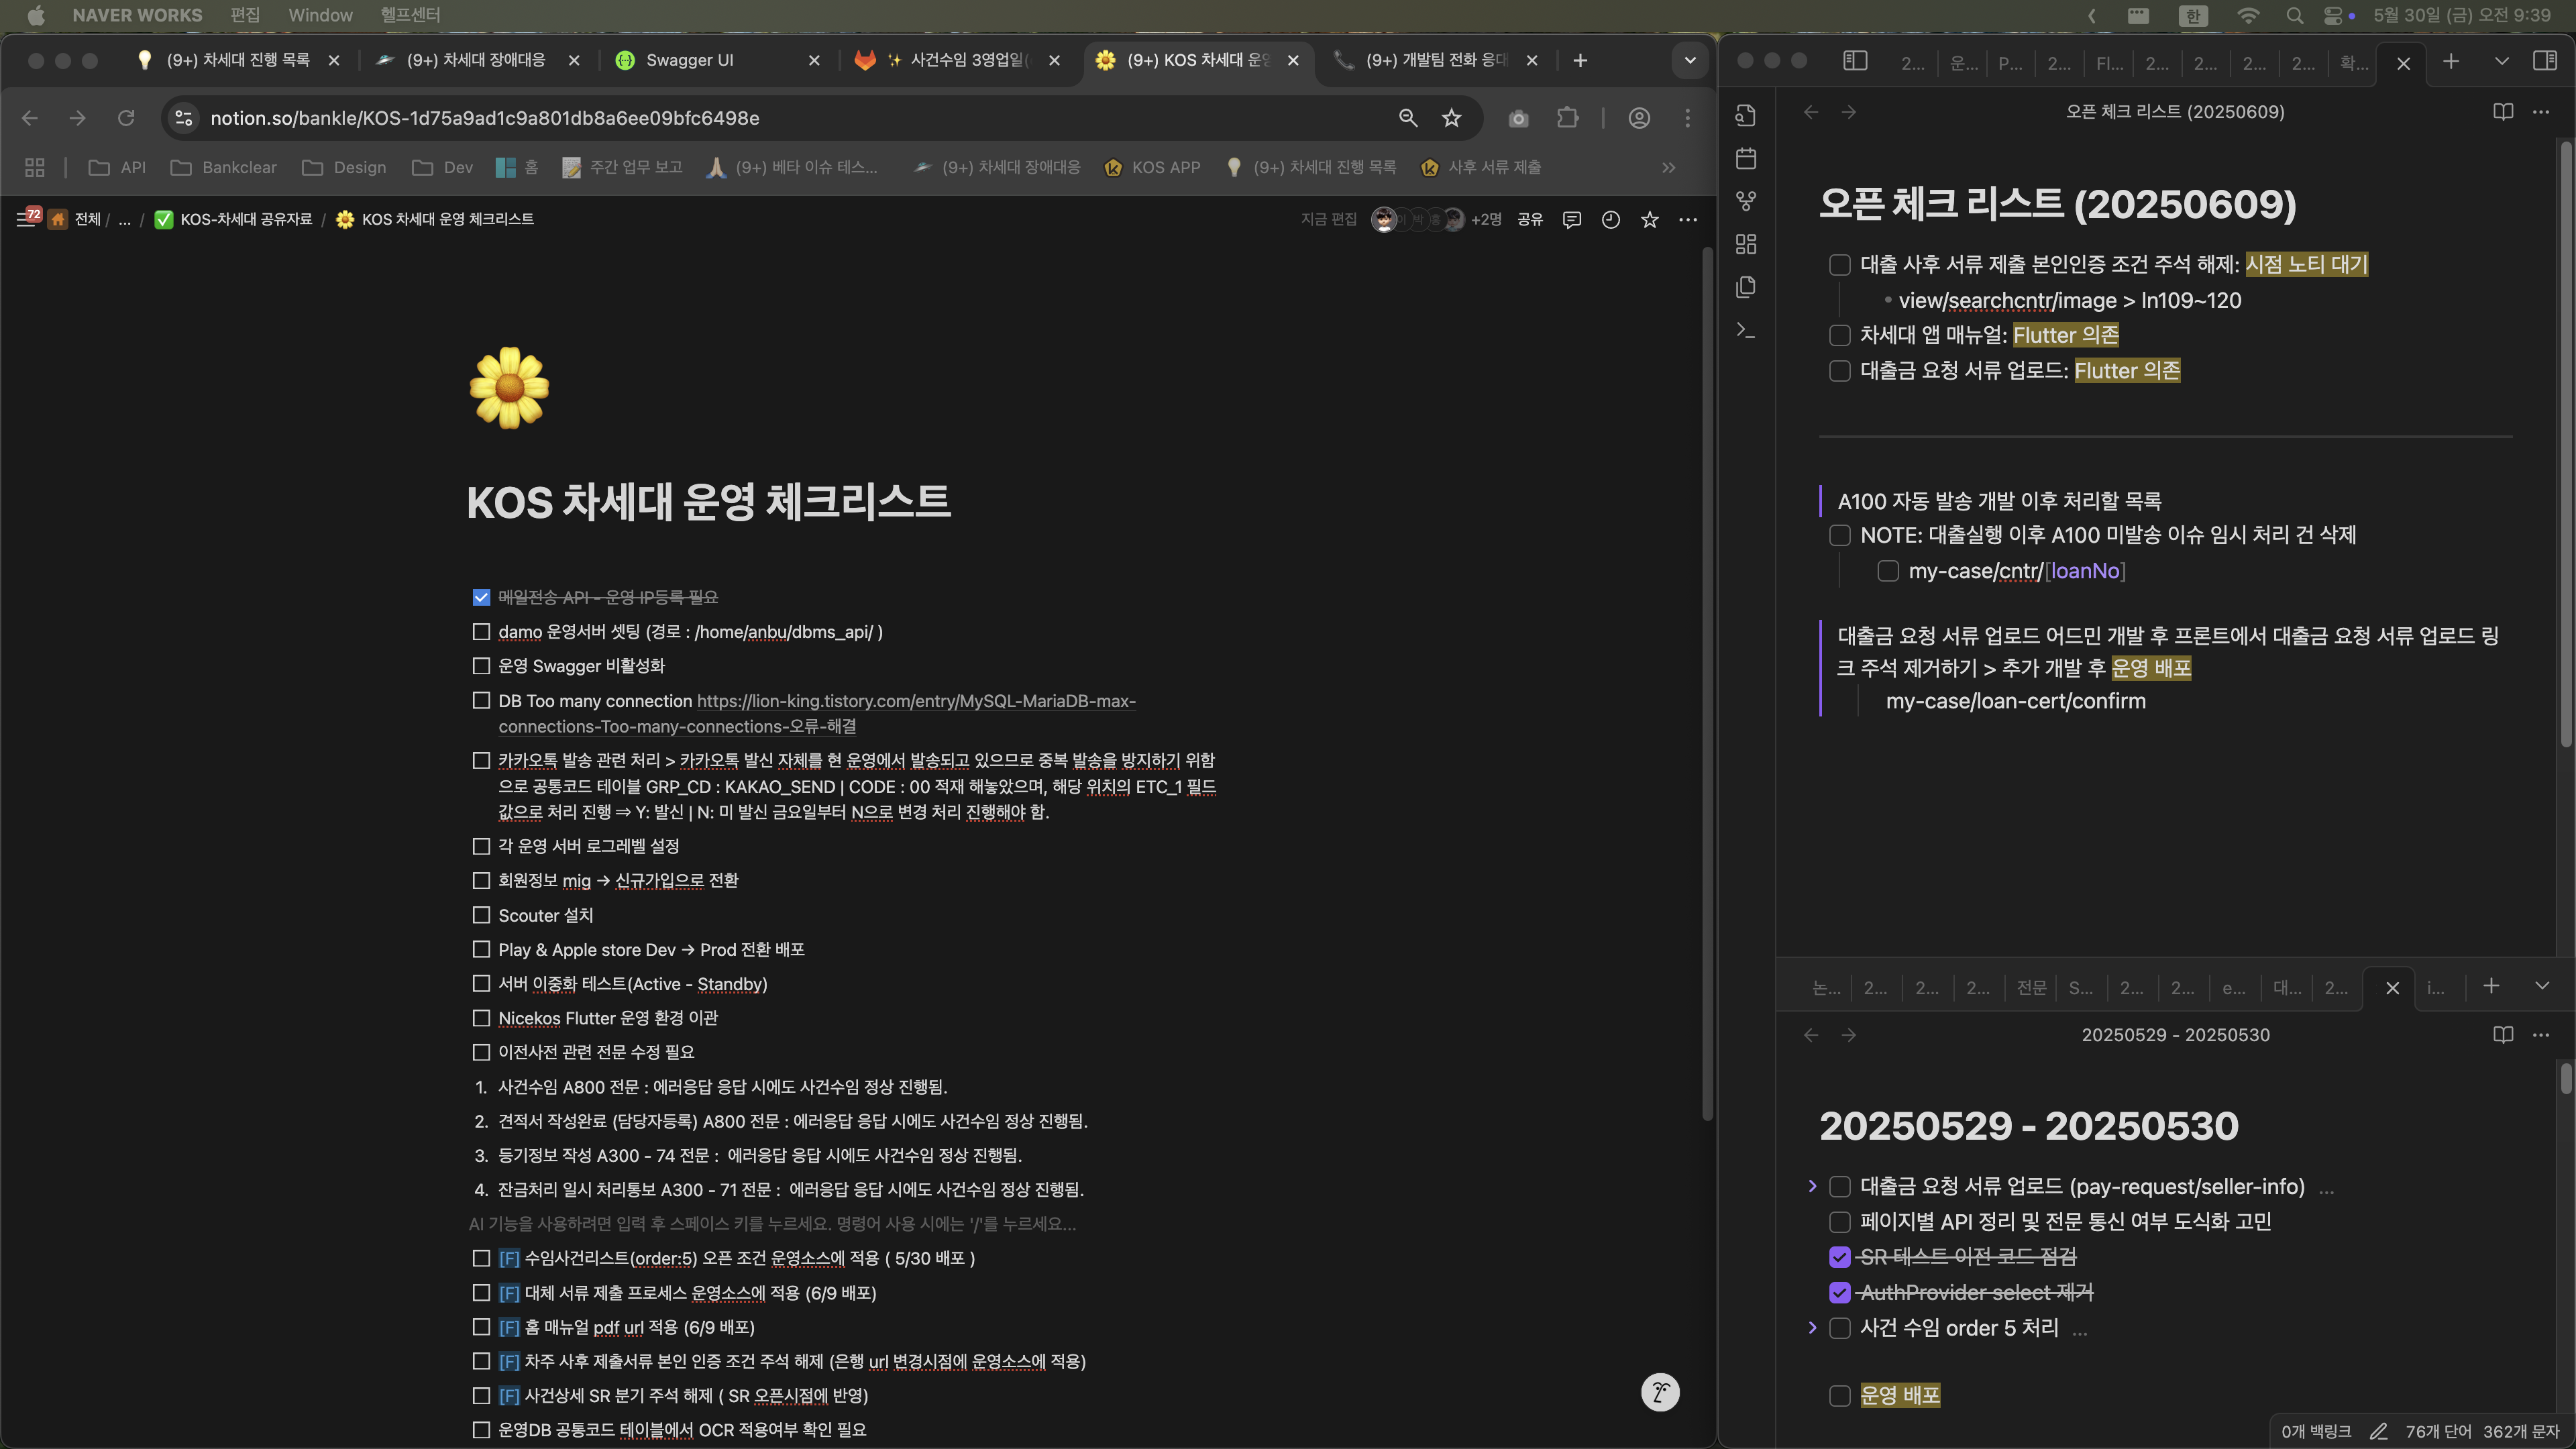 NAVER WORKS 편집 Window 헬프센터
한 5월 30일 (금) 오전 9:39
(9+) 차세대 진행 목록
(9+) 차세대 장애대응
Swagger UI
✨ 사건수임 3영업일(
(9+) KOS 차세대 운영
(9+) 개발팀 전화 응대
notion.so/bankle/KOS-1d75a9ad1c9a801db8a6ee09bfc6498e
API Bankclear Design Dev 홈 주간 업무 보고 (9+) 베타 이슈 테스... (9+) 차세대 장애대응 KOS APP (9+) 차세대 진행 목록 사후 서류 제출
72 전체 / ... / KOS-차세대 공유자료 / KOS 차세대 운영 체크리스트
지금 편집 이 박 홍 +2명 공유
KOS 차세대 운영 체크리스트
메일전송 API - 운영 IP등록 필요
damo 운영서버 셋팅 (경로 : /home/anbu/dbms_api/ )
운영 Swagger 비활성화
DB Too many connection https://lion-king.tistory.com/entry/MySQL-MariaDB-max-
connections-Too-many-connections-오류-해결
카카오톡 발송 관련 처리 > 카카오톡 발신 자체를 현 운영에서 발송되고 있으므로 중복 발송을 방지하기 위함
으로 공통코드 테이블 GRP_CD : KAKAO_SEND | CODE : 00 적재 해놓았으며, 해당 위치의 ETC_1 필드
값으로 처리 진행 ⇒ Y: 발신 | N: 미 발신 금요일부터 N으로 변경 처리 진행해야 함.
각 운영 서버 로그레벨 설정
회원정보 mig → 신규가입으로 전환
Scouter 설치
Play & Apple store Dev → Prod 전환 배포
서버 이중화 테스트(Active - Standby)
Nicekos Flutter 운영 환경 이관
이전사전 관련 전문 수정 필요
1. 사건수임 A800 전문 : 에러응답 응답 시에도 사건수임 정상 진행됨.
2. 견적서 작성완료 (담당자등록) A800 전문 : 에러응답 응답 시에도 사건수임 정상 진행됨.
3. 등기정보 작성 A300 - 74 전문 : 에러응답 응답 시에도 사건수임 정상 진행됨.
4. 잔금처리 일시 처리통보 A300 - 71 전문 : 에러응답 응답 시에도 사건수임 정상 진행됨.
AI 기능을 사용하려면 입력 후 스페이스 키를 누르세요. 명령어 사용 시에는 '/'를 누르세요...
[F] 수임사건리스트(order:5) 오픈 조건 운영소스에 적용 ( 5/30 배포 )
[F] 대체 서류 제출 프로세스 운영소스에 적용 (6/9 배포)
[F] 홈 매뉴얼 pdf url 적용 (6/9 배포)
[F] 차주 사후 제출서류 본인 인증 조건 주석 해제 (은행 url 변경시점에 운영소스에 적용)
[F] 사건상세 SR 분기 주석 해제 ( SR 오픈시점에 반영)
운영DB 공통코드 테이블에서 OCR 적용여부 확인 필요
2... 운... P... 2... Fl... 2... 2... 2... 2... 확...
오픈 체크 리스트 (20250609)
오픈 체크 리스트 (20250609)
대출 사후 서류 제출 본인인증 조건 주석 해제: 시점 노티 대기
view/searchcntr/image > ln109~120
차세대 앱 매뉴얼: Flutter 의존
대출금 요청 서류 업로드: Flutter 의존
A100 자동 발송 개발 이후 처리할 목록
NOTE: 대출실행 이후 A100 미발송 이슈 임시 처리 건 삭제
my-case/cntr/[loanNo]
대출금 요청 서류 업로드 어드민 개발 후 프론트에서 대출금 요청 서류 업로드 링
크 주석 제거하기 > 추가 개발 후 운영 배포
my-case/loan-cert/confirm
논... 2... 2... 2... 전문 S... 2... 2... e... 대... 2... i...
20250529 - 20250530
20250529 - 20250530
대출금 요청 서류 업로드 (pay-request/seller-info) ...
페이지별 API 정리 및 전문 통신 여부 도식화 고민
SR 테스트 이전 코드 점검
AuthProvider select 제거
사건 수임 order 5 처리 ...
운영 배포
0개 백링크 76개 단어 362개 문자